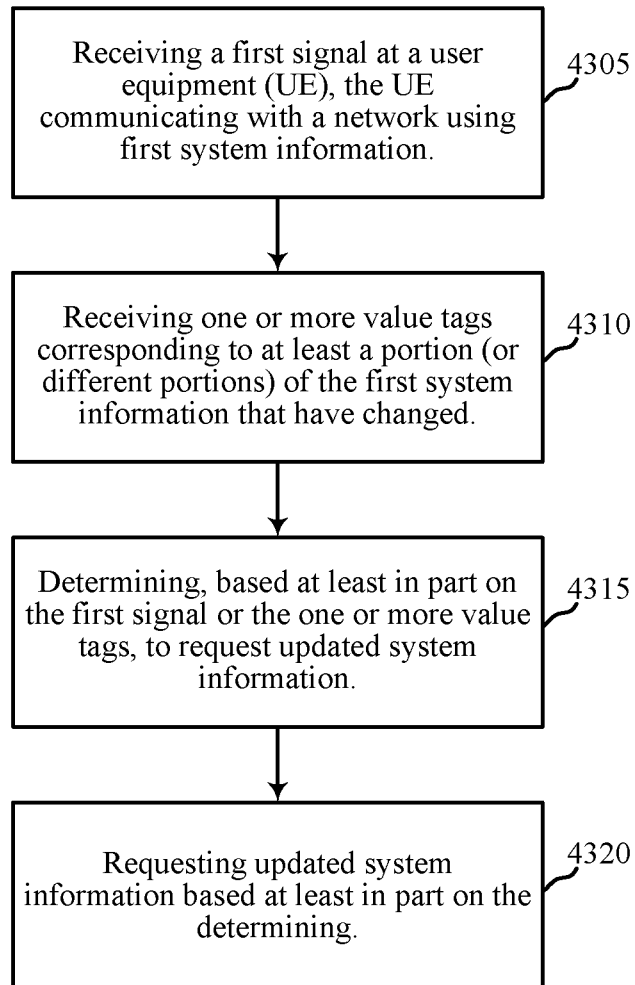 Receiving a first signal at a user
equipment (UE), the UE
communicating with a network using
first system information.
4305
Receiving one or more value tags
corresponding to at least a portion (or
different portions) of the first system
information that have changed.
4310
Determining, based at least in part on
the first signal or the one or more value
tags, to request updated system
information.
4315
Requesting updated system
information based at least in part on the
determining.
4320